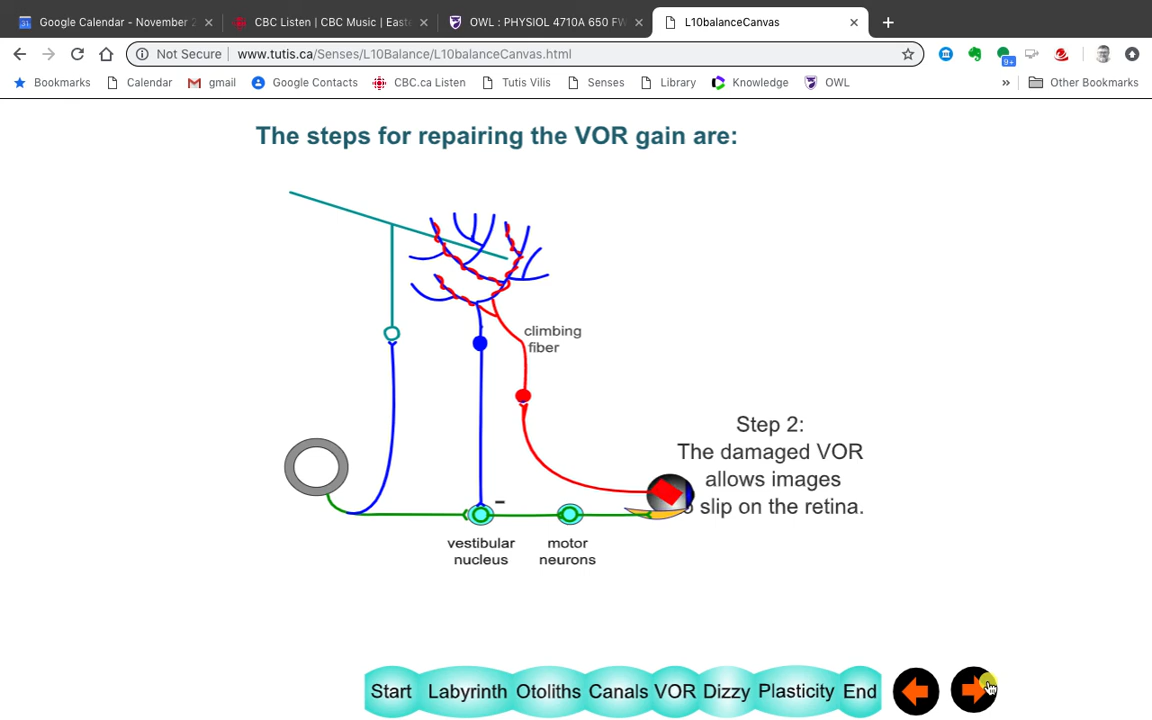 Google Calendar - November 2
CBC Listen | CBC Music | Easte
OWL : PHYSIOL 4710A 650 FW
L10balanceCanvas
Not Secure
www.tutis.ca/Senses/L10Balance/L10balanceCanvas.html
9+
Bookmarks
Calendar
gmail
Google Contacts
CBC.ca Listen
Tutis Vilis
Senses
Library
Knowledge
OWL
»
Other Bookmarks
The steps for repairing the VOR gain are:
climbing
fiber
Step 2:
The damaged VOR
allows images
slip on the retina.
–
vestibular
nucleus
motor
neurons
Start
Labyrinth
Otoliths
Canals
VOR
Dizzy
Plasticity
End